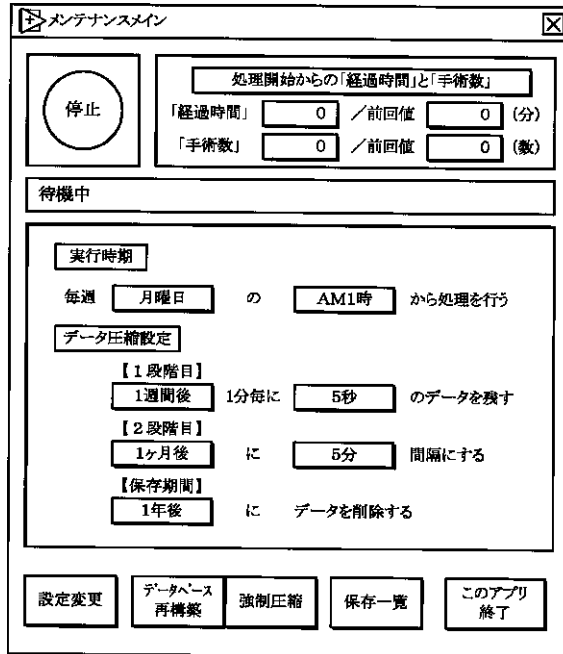 メンテナンスメイン
停止
処理開始からの「経過時間」と「手術数」
「経過時間」 0 ／前回値 0 (分)
「手術数」 0 ／前回値 0 (数)
待機中
実行時期
毎週 月曜日 の AM1時 から処理を行う
データ圧縮設定
【1段階目】
1週間後 1分毎に 5秒 のデータを残す
【2段階目】
1ヶ月後 に 5分 間隔にする
【保存期間】
1年後 に データを削除する
設定変更
データベース
再構築
強制圧縮
保存一覧
このアプリ
終了